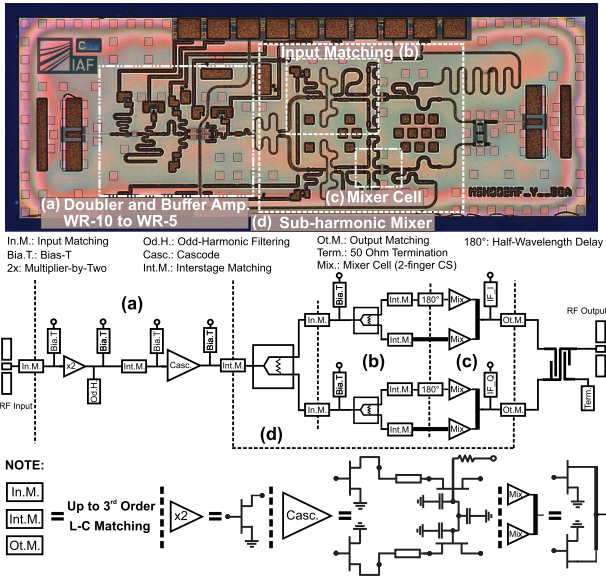 IAF
Input Matching (b)
(a) Doubler and Buffer Amp.
WR-10 to WR-5
(c) Mixer Cell
(d) Sub-harmonic Mixer
In.M.: Input Matching
Bia.T.: Bias-T
2x: Multiplier-by-Two
Od.H.: Odd-Harmonic Filtering
Casc.: Cascode
Int.M.: Interstage Matching
Ot.M.: Output Matching
Term.: 50 Ohm Termination
Mix.: Mixer Cell (2-finger CS)
180°: Half-Wavelength Delay
(a)
Bia.T
Bia.T
Bia.T
Bia.T
In.M
x2
Od.H.
Int.M
Casc.
Int.M
RF Input
In.M
Bia.T
Int.M
180°
Mix
Int.M
Mix
IF_I
Ot.M
(b)
(c)
In.M
Bia.T
Int.M
180°
Mix
Int.M
Mix
IF_Q
Ot.M
RF Output
Term.
(d)
NOTE:
In.M.
Int.M.
Ot.M.
=
Up to 3rd Order
L-C Matching
x2
=
Casc.
=
Mix
Mix
=